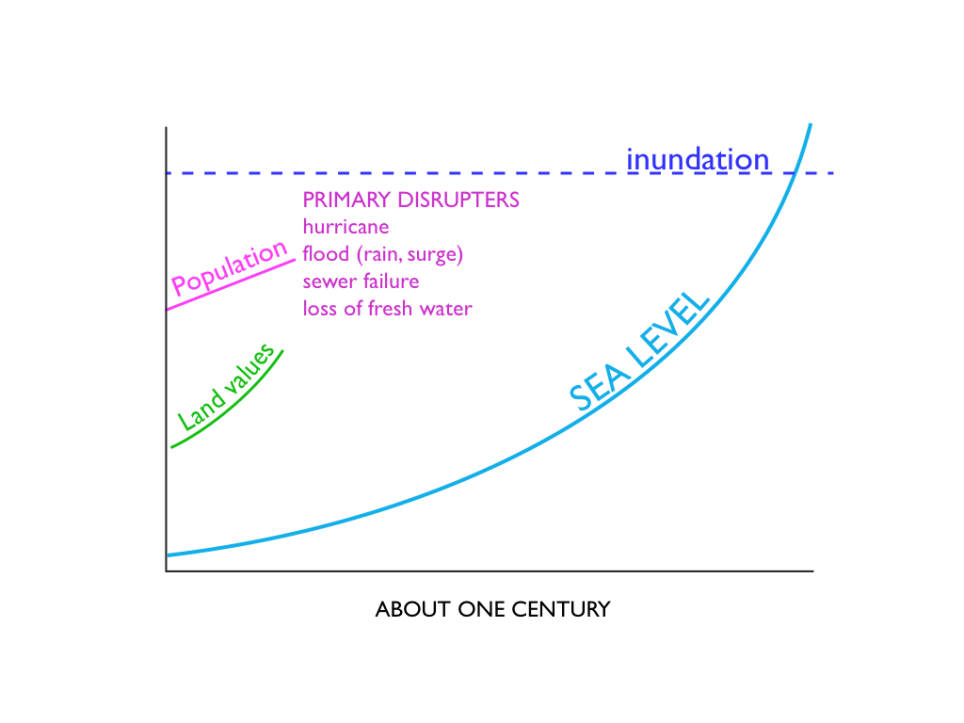 inundation
PRIMARY DISRUPTERS
hurricane
flood (rain, surge)
sewer failure
loss of fresh water
Population
Land values
SEA LEVEL
ABOUT ONE CENTURY